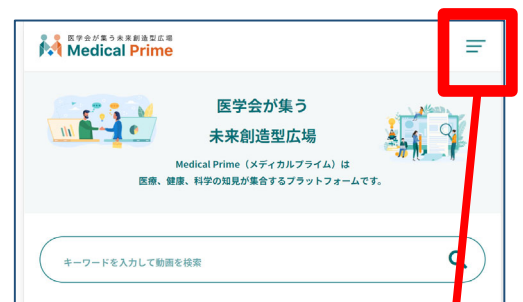 医学会が集う未来創造型広場
Medical Prime
医学会が集う
未来創造型広場
Medical Prime（メディカルプライム）は
医療、健康、科学の知見が集合するプラットフォームです。
キーワードを入力して動画を検索